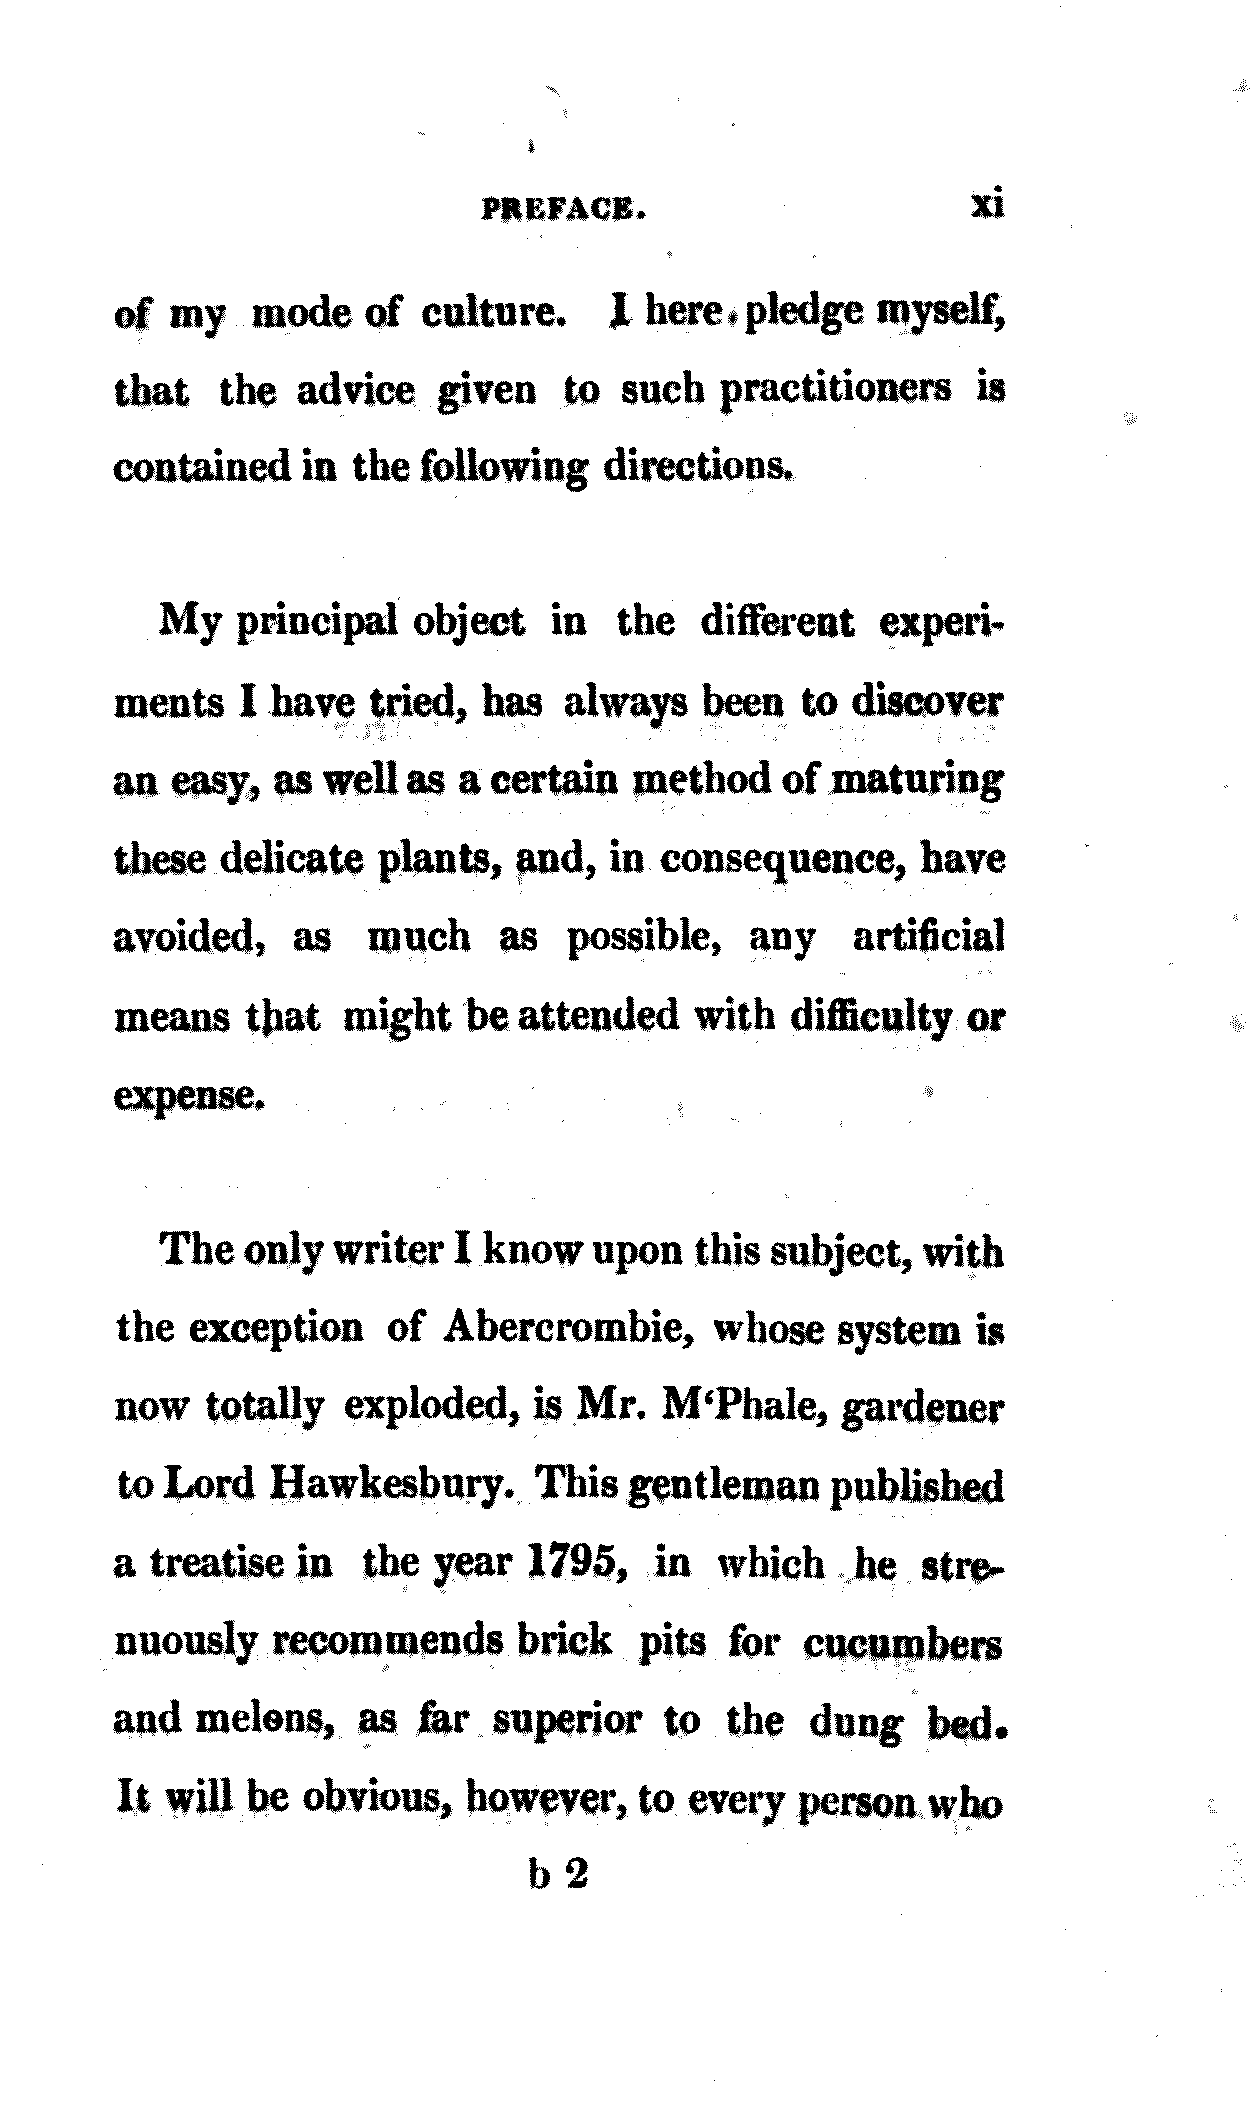 PREFACE. xi
of my mode of culture. I here pledge myself,
that the advice given to such practitioners is
contained in the following directions.
My principal object in the different experi-
ments I have tried, has always been to discover
an easy, as well as a certain method of maturing
these delicate plants, and, in consequence, have
avoided, as much as possible, any artificial
means that might be attended with difficulty or
expense.
The only writer I know upon this subject, with
the exception of Abercrombie, whose system is
now totally exploded, is Mr. M‘Phale, gardener
to Lord Hawkesbury. This gentleman published
a treatise in the year 1795, in which he stre-
nuously recommends brick pits for cucumbers
and melons, as far superior to the dung bed.
It will be obvious, however, to every person who
b 2